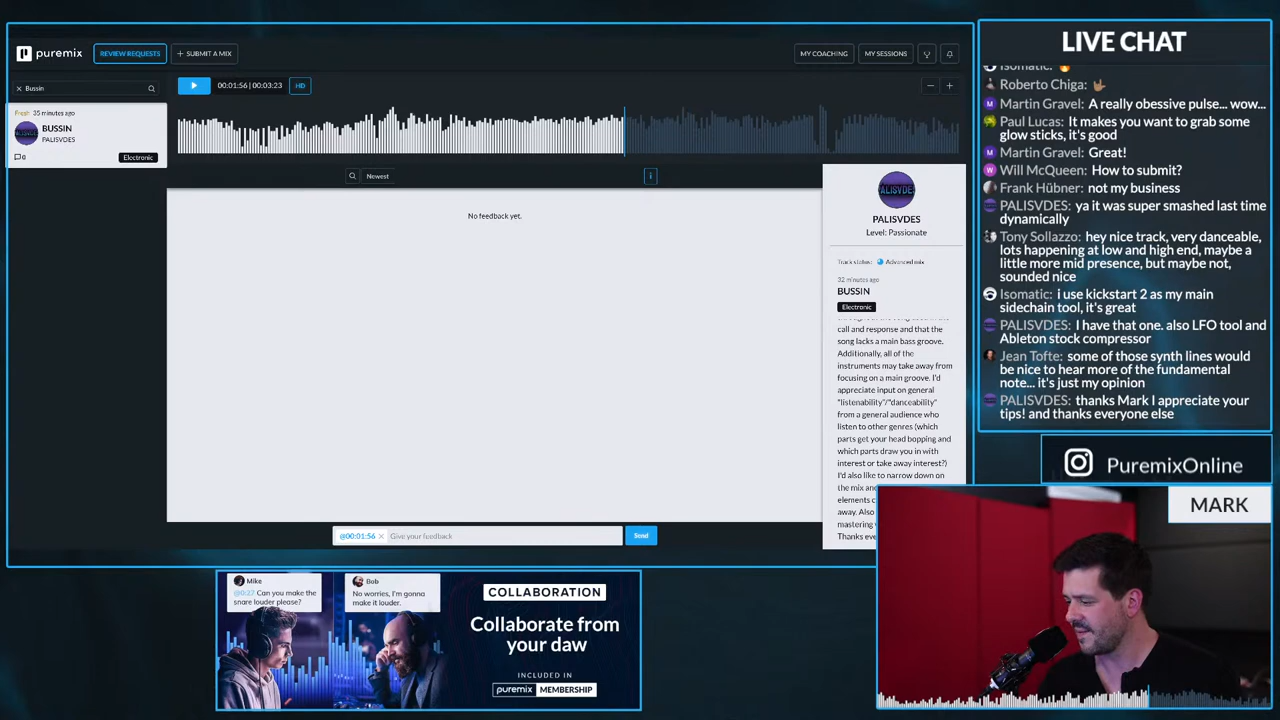 puremix
REVIEW REQUESTS
+ SUBMIT A MIX
MY COACHING
MY SESSIONS
× Bussin
Fresh 35 minutes ago
BUSSIN
PALISVDES
0
Electronic
00:01:56 | 00:03:23
HD
Newest
i
No feedback yet.
@00:01:56 ×
Give your feedback
Send
ALISVDE
PALISVDES
Level: Passionate
Track status: Advanced mix
32 minutes ago
BUSSIN
Electronic
call and response and that the
song lacks a main bass groove.
Additionally, all of the
instruments may take away from
focusing on a main groove. I'd
appreciate input on general
"listenability"/"danceability"
from a general audience who
listen to other genres (which
parts get your head bopping and
which parts draw you in with
interest or take away interest?)
I'd also like to narrow down on
the mix and
elements c
away. Also
mastering
Thanks eve
LIVE CHAT
Isomatic:
Roberto Chiga:
Martin Gravel: A really obessive pulse... wow...
Paul Lucas: It makes you want to grab some
glow sticks, it's good
Martin Gravel: Great!
Will McQueen: How to submit?
Frank Hübner: not my business
PALISVDES: ya it was super smashed last time
dynamically
Tony Sollazzo: hey nice track, very danceable,
lots happening at low and high end, maybe a
little more mid presence, but maybe not,
sounded nice
Isomatic: i use kickstart 2 as my main
sidechain tool, it's great
PALISVDES: I have that one. also LFO tool and
Ableton stock compressor
Jean Tofte: some of those synth lines would
be nice to hear more of the fundamental
note... it's just my opinion
PALISVDES: thanks Mark I appreciate your
tips! and thanks everyone else
PuremixOnline
MARK
Mike
@0:27 Can you make the
snare louder please?
Bob
No worries, I'm gonna
make it louder.
COLLABORATION
Collaborate from
your daw
INCLUDED IN
puremix MEMBERSHIP